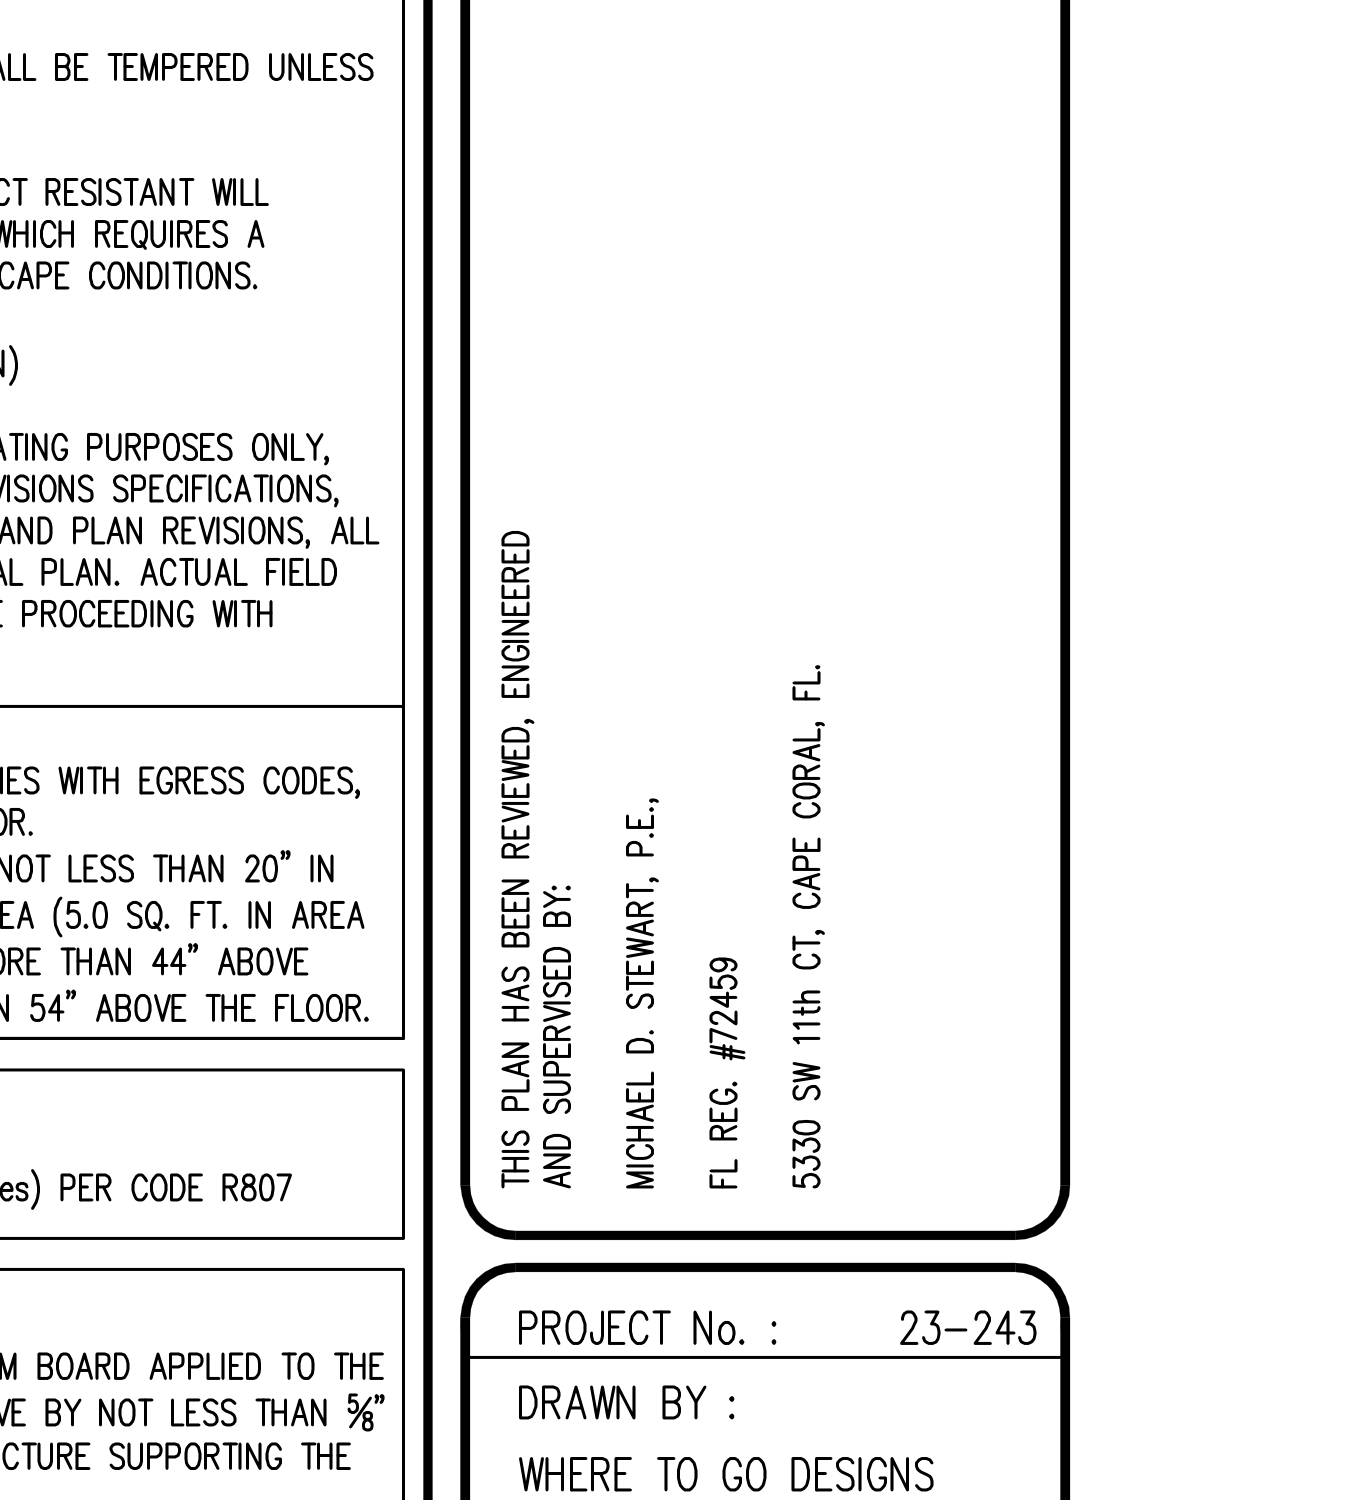 ALL BE TEMPERED UNLESS
CT RESISTANT WILL
WHICH REQUIRES A
CAPE CONDITIONS.
N)
ATING PURPOSES ONLY,
VISIONS SPECIFICATIONS,
AND PLAN REVISIONS, ALL
AL PLAN. ACTUAL FIELD
E PROCEEDING WITH
IES WITH EGRESS CODES,
OR.
NOT LESS THAN 20” IN
EA (5.0 SQ. FT. IN AREA
ORE THAN 44” ABOVE
N 54” ABOVE THE FLOOR.
es) PER CODE R807
M BOARD APPLIED TO THE
VE BY NOT LESS THAN ⅝”
CTURE SUPPORTING THE
THIS PLAN HAS BEEN REVIEWED, ENGINEERED
AND SUPERVISED BY:
MICHAEL D. STEWART, P.E.,
FL REG. #72459
5330 SW 11th CT, CAPE CORAL, FL.
PROJECT No. : 23-243
DRAWN BY :
WHERE TO GO DESIGNS